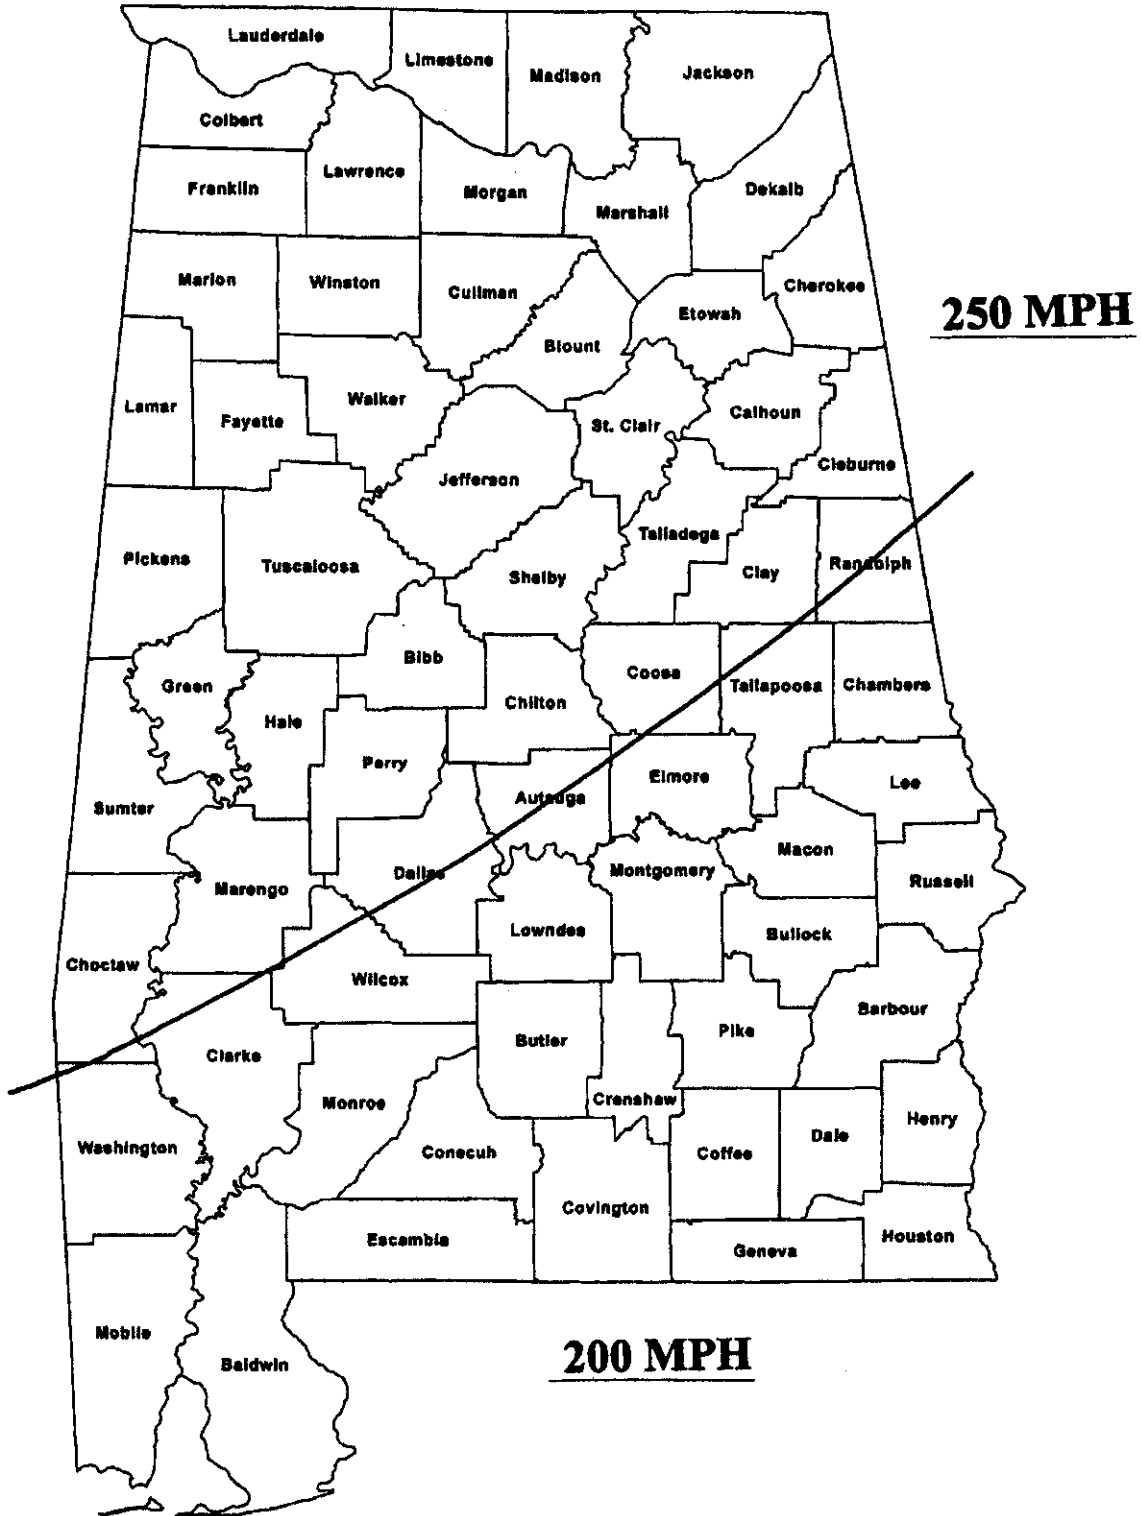 Lauderdale
Limestone
Madison
Jackson
Colbert
Lawrence
Franklin
Morgan
Marshall
Dekalb
Marion
Winston
Cullman
Cherokee
Etowah
250 MPH
Blount
Lamar
Fayette
Walker
St. Clair
Calhoun
Jefferson
Cleburne
Pickens
Tuscaloosa
Shelby
Talladega
Clay
Randolph
Green
Bibb
Coosa
Tallapoosa
Chambers
Hale
Chilton
Perry
Elmore
Lee
Sumter
Autauga
Dallas
Macon
Marengo
Montgomery
Russell
Lowndes
Bullock
Choctaw
Wilcox
Barbour
Clarke
Butler
Pike
Monroe
Crenshaw
Henry
Washington
Conecuh
Coffee
Dale
Covington
Escambia
Geneva
Houston
Mobile
Baldwin
200 MPH